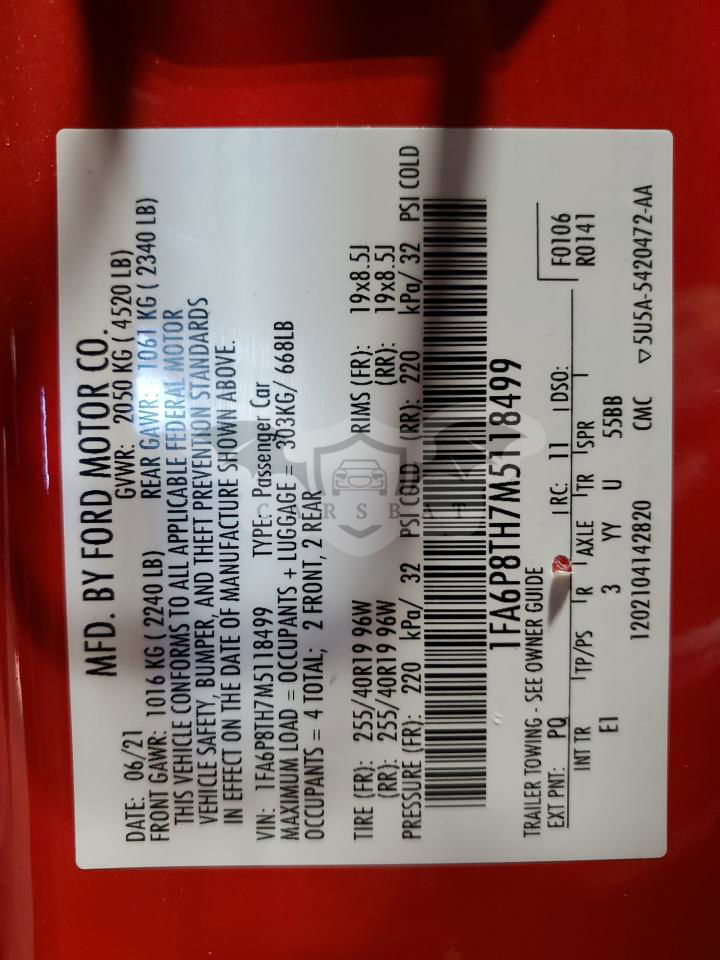 MFD. BY FORD MOTOR CO.
DATE: 06/21 GVWR: 2050 KG ( 4520 LB)
FRONT GAWR: 1016 KG ( 2240 LB) REAR GAWR: 1061 KG ( 2340 LB)
THIS VEHICLE CONFORMS TO ALL APPLICABLE FEDERAL MOTOR
VEHICLE SAFETY, BUMPER, AND THEFT PREVENTION STANDARDS
IN EFFECT ON THE DATE OF MANUFACTURE SHOWN ABOVE.
VIN: 1FA6P8TH7M5118499 TYPE: Passenger Car
MAXIMUM LOAD = OCCUPANTS + LUGGAGE = 303KG/ 668LB
OCCUPANTS = 4 TOTAL; 2 FRONT, 2 REAR
TIRE (FR): 255/40R19 96W RIMS (FR): 19x8.5J
(RR): 255/40R19 96W (RR): 19x8.5J
PRESSURE (FR): 220 kPa/ 32 PSI COLD (RR): 220 kPa/ 32 PSI COLD
CARSBAT
1FA6P8TH7M5118499
TRAILER TOWING - SEE OWNER GUIDE
F0106
EXT PNT: PQ RC: 11 DSO: R0141
INT TR TP/PS R AXLE TR SPR
E1 3 YY U 55BB
1202104142820 CMC ▽5U5A-5420472-AA